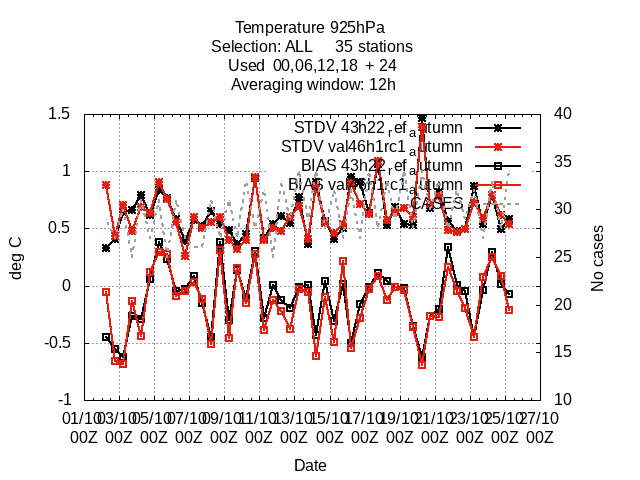 Temperature 925hPa
Selection: ALL 35 stations
Used 00,06,12,18 + 24
Averaging window: 12h
STDV 43h22_ref_autumn
STDV val46h1rc1_autumn
BIAS 43h22_ref_autumn
BIAS val46h1rc1_autumn
CASES
1.5
1
0.5
0
-0.5
-1
deg C
40
35
30
25
20
15
10
No cases
01/10 03/10 05/10 07/10 09/10 11/10 13/10 15/10 17/10 19/10 21/10 23/10 25/10 27/10
00Z 00Z 00Z 00Z 00Z 00Z 00Z 00Z 00Z 00Z 00Z 00Z 00Z 00Z
Date